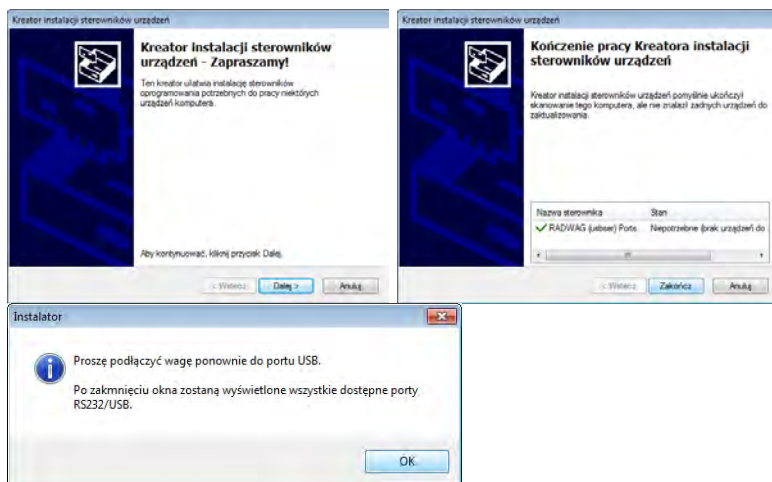 Kreator instalacji sterowników urządzeń
Kreator instalacji sterowników
urządzeń - Zapraszamy!
Ten kreator ułatwia instalację sterowników
oprogramowania potrzebnych do pracy niektórych
urządzeń komputera.
Aby kontynuować, kliknij przycisk Dalej.
< Wstecz
Dalej >
Anuluj
Kreator instalacji sterowników urządzeń
Kończenie pracy Kreatora instalacji
sterowników urządzeń
Kreator instalacji sterowników urządzeń pomyślnie ukończył
skanowanie tego komputera, ale nie znalazł żadnych urządzeń do
zaktualizowania.
Nazwa sterownika Stan
RADWAG (usbser) Ports Niepotrzebne (brak urządzeń do
< Wstecz
Zakończ
Anuluj
Instalator
Proszę podłączyć wagę ponownie do portu USB.
Po zakmnięciu okna zostaną wyświetlone wszystkie dostępne porty
RS232/USB.
OK